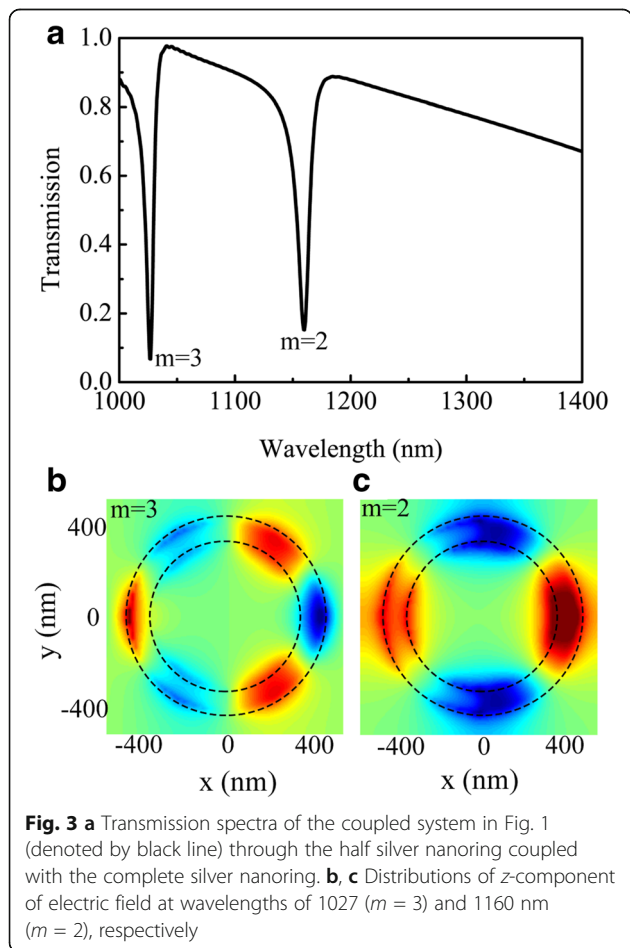 a
1.0
0.8
0.6
0.4
0.2
0.0
Transmission
m=3
m=2
1000 1100 1200 1300 1400
Wavelength (nm)
b
c
m=3
m=2
400
0
-400
y (nm)
-400 0 400
-400 0 400
x (nm)
x (nm)
Fig. 3 a Transmission spectra of the coupled system in Fig. 1
(denoted by black line) through the half silver nanoring coupled
with the complete silver nanoring. b, c Distributions of z-component
of electric field at wavelengths of 1027 (m = 3) and 1160 nm
(m = 2), respectively